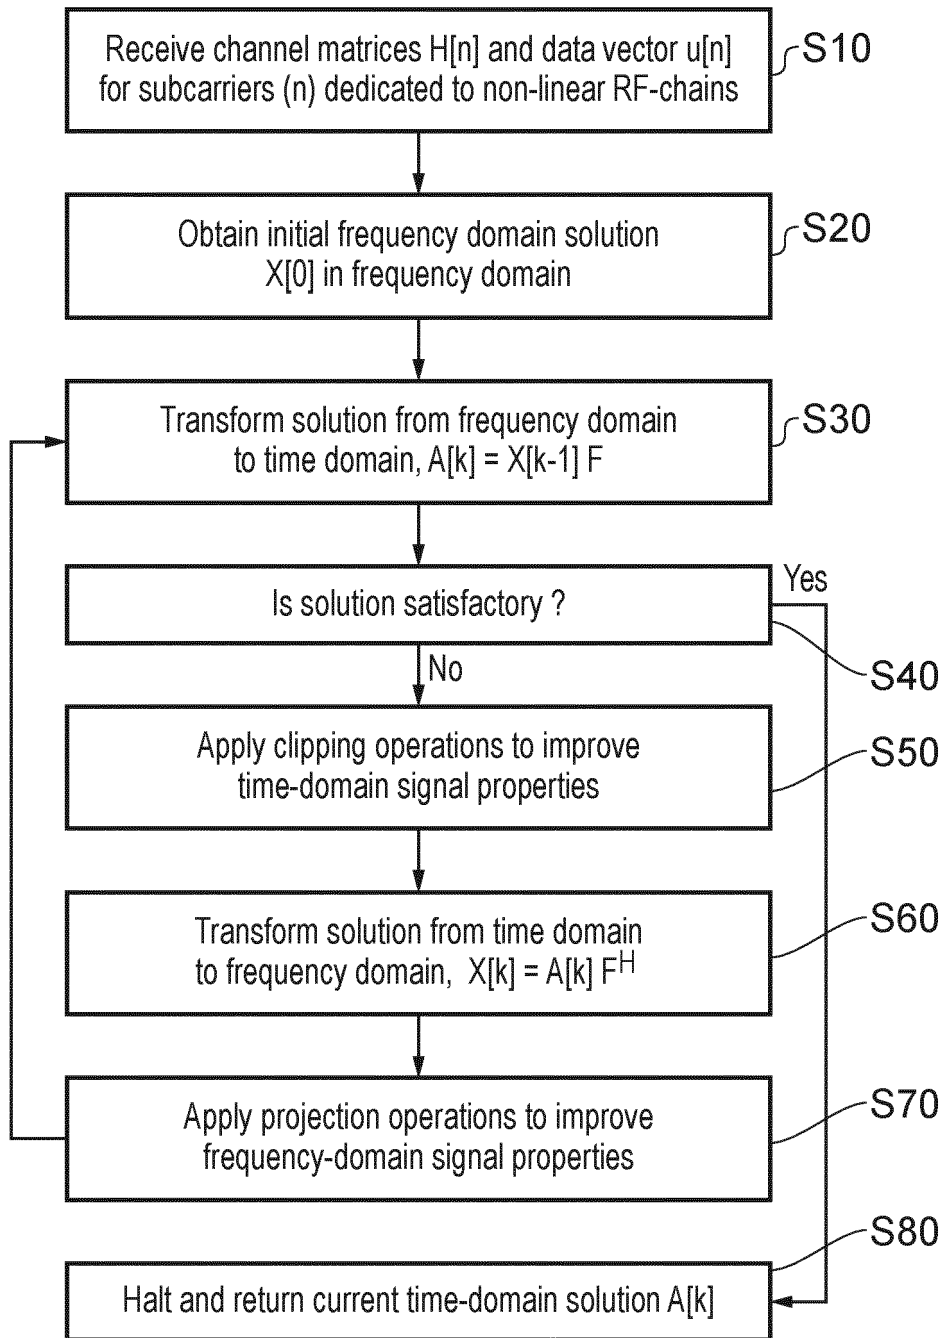 Receive channel matrices H[n] and data vector u[n]
for subcarriers (n) dedicated to non-linear RF-chains
S10
Obtain initial frequency domain solution
X[0] in frequency domain
S20
Transform solution from frequency domain
to time domain, A[k] = X[k-1] F
S30
Is solution satisfactory ?
Yes
No
S40
Apply clipping operations to improve
time-domain signal properties
S50
Transform solution from time domain
to frequency domain, X[k] = A[k] F^H
S60
Apply projection operations to improve
frequency-domain signal properties
S70
Halt and return current time-domain solution A[k]
S80